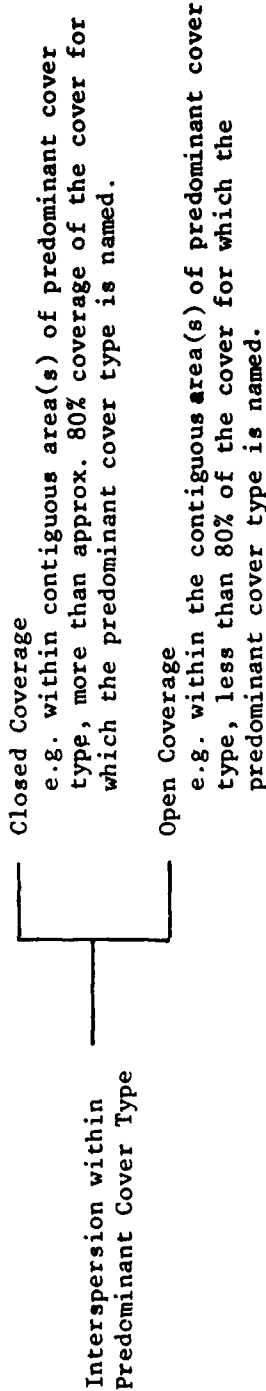 Interspersion within
Predominant Cover Type
Closed Coverage
e.g. within contiguous area(s) of predominant cover
type, more than approx. 80% coverage of the cover for
which the predominant cover type is named.
Open Coverage
e.g. within the contiguous area(s) of predominant cover
type, less than 80% of the cover for which the
predominant cover type is named.